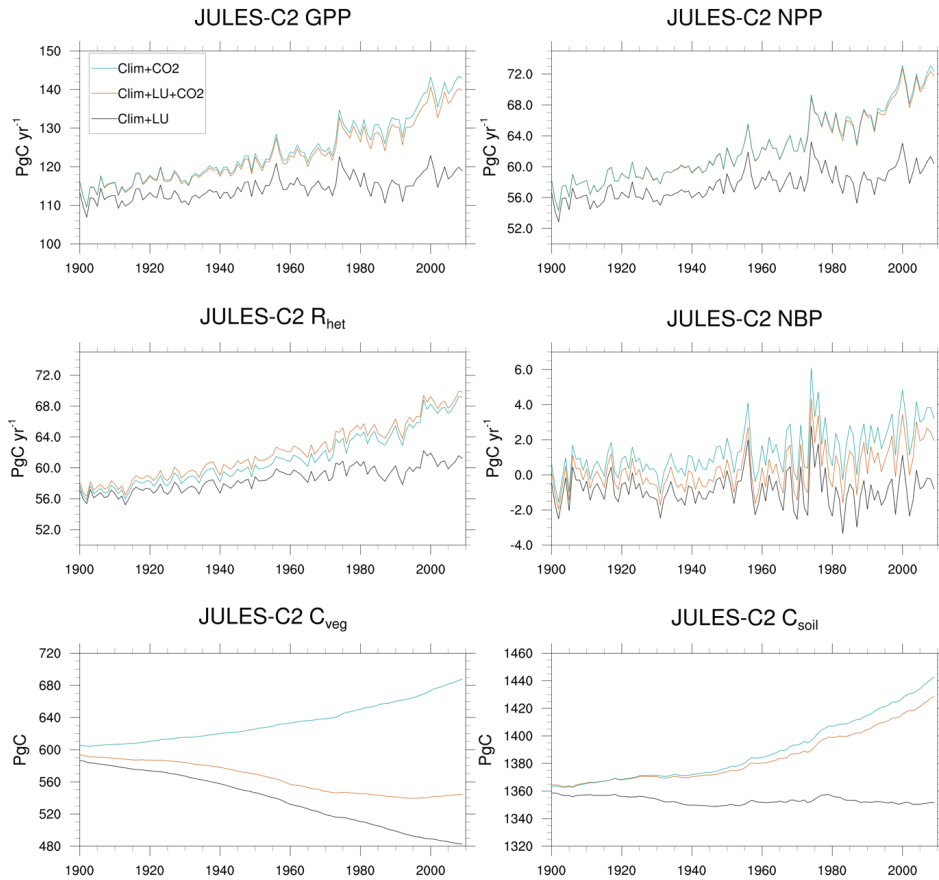 JULES-C2 GPP
150
140
130
120
110
100
PgC yr-1
Clim+CO2
Clim+LU+CO2
Clim+LU
1900 1920 1940 1960 1980 2000
JULES-C2 NPP
72.0
68.0
64.0
60.0
56.0
52.0
PgC yr-1
1900 1920 1940 1960 1980 2000
JULES-C2 Rhet
72.0
68.0
64.0
60.0
56.0
52.0
PgC yr-1
1900 1920 1940 1960 1980 2000
JULES-C2 NBP
6.0
4.0
2.0
0.0
-2.0
-4.0
PgC yr-1
1900 1920 1940 1960 1980 2000
JULES-C2 Cveg
720
680
640
600
560
520
480
PgC
1900 1920 1940 1960 1980 2000
JULES-C2 Csoil
1460
1440
1420
1400
1380
1360
1340
1320
PgC
1900 1920 1940 1960 1980 2000